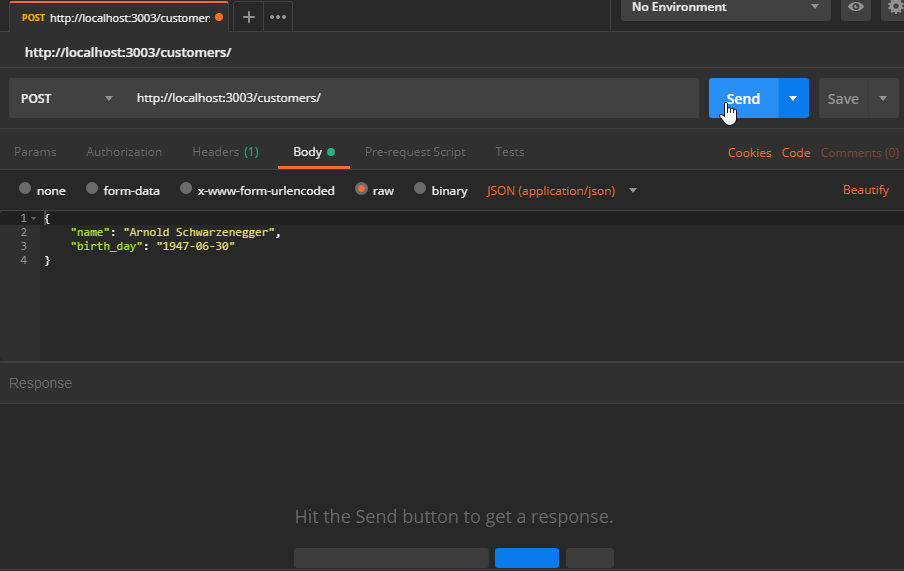 POST http://localhost:3003/customer
No Environment
http://localhost:3003/customers/
POST http://localhost:3003/customers/ Send Save
Params Authorization Headers (1) Body Pre-request Script Tests Cookies Code Comments (0)
none form-data x-www-form-urlencoded raw binary JSON (application/json) Beautify
1 {
2 "name": "Arnold Schwarzenegger",
3 "birth_day": "1947-06-30"
4 }
Response
Hit the Send button to get a response.